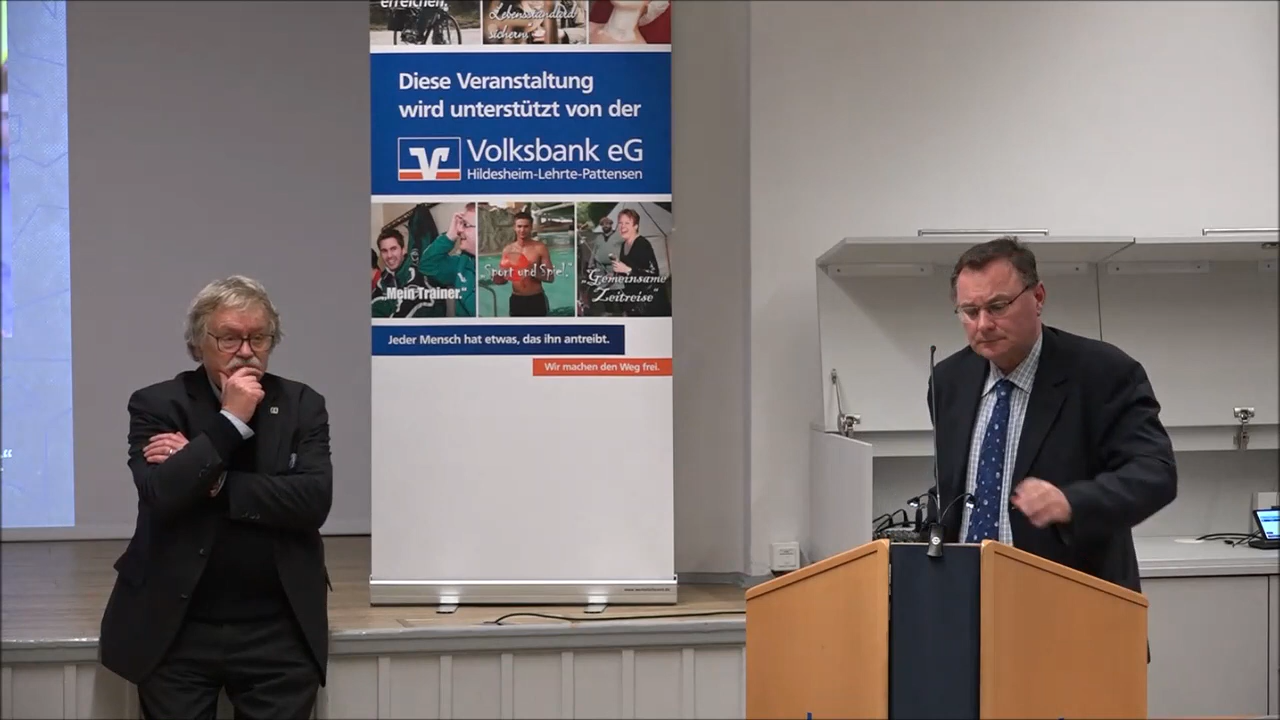 erreichen."
„Lebensstandard
sichern."
Diese Veranstaltung
wird unterstützt von der
Volksbank eG
Hildesheim-Lehrte-Pattensen
„Mein Trainer."
„Sport und Spiel."
„Gemeinsame
Zeitreise"
Jeder Mensch hat etwas, das ihn antreibt.
Wir machen den Weg frei.